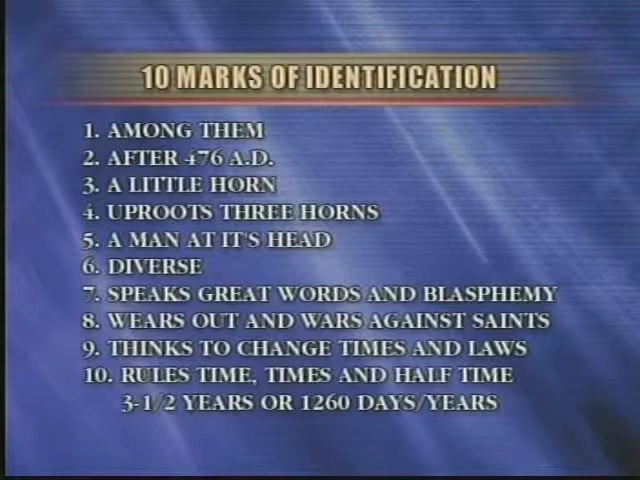 10 MARKS OF IDENTIFICATION
1. AMONG THEM
2. AFTER 476 A.D.
3. A LITTLE HORN
4. UPROOTS THREE HORNS
5. A MAN AT IT'S HEAD
6. DIVERSE
7. SPEAKS GREAT WORDS AND BLASPHEMY
8. WEARS OUT AND WARS AGAINST SAINTS
9. THINKS TO CHANGE TIMES AND LAWS
10. RULES TIME, TIMES AND HALF TIME
3-1/2 YEARS OR 1260 DAYS/YEARS